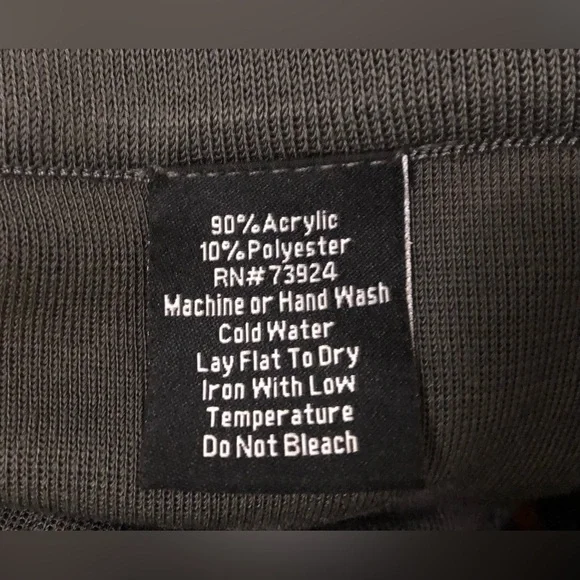 90%Acrylic
10%Polyester
RN#73924
Machine or Hand Wash
Cold Water
Lay Flat To Dry
Iron With Low
Temperature
Do Not Bleach